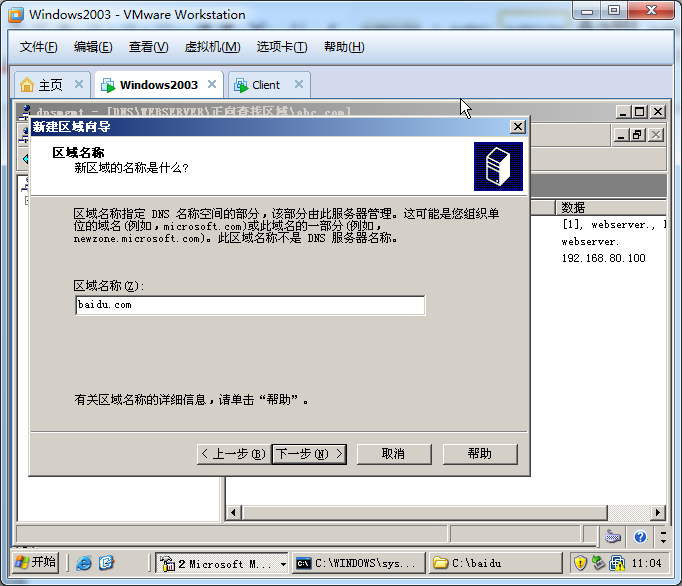 Windows2003 - VMware Workstation
文件(F) 编辑(E) 查看(V) 虚拟机(M) 选项卡(T) 帮助(H)
主页 Windows2003 Client
dnsmgmt - [DNS\WEBSERVER\正向查找区域\abc.com]
新建区域向导
区域名称
新区域的名称是什么?
区域名称指定 DNS 名称空间的部分，该部分由此服务器管理。这可能是您组织单
位的域名(例如，microsoft.com)或此域名的一部分(例如，
newzone.microsoft.com)。此区域名称不是 DNS 服务器名称。
数据
[1], webserver.,
webserver.
192.168.80.100
区域名称(Z):
baidu.com
有关区域名称的详细信息，请单击“帮助”。
< 上一步(B) 下一步(N) > 取消 帮助
开始 2 Microsoft M... C:\WINDOWS\sys... C:\baidu 11:04